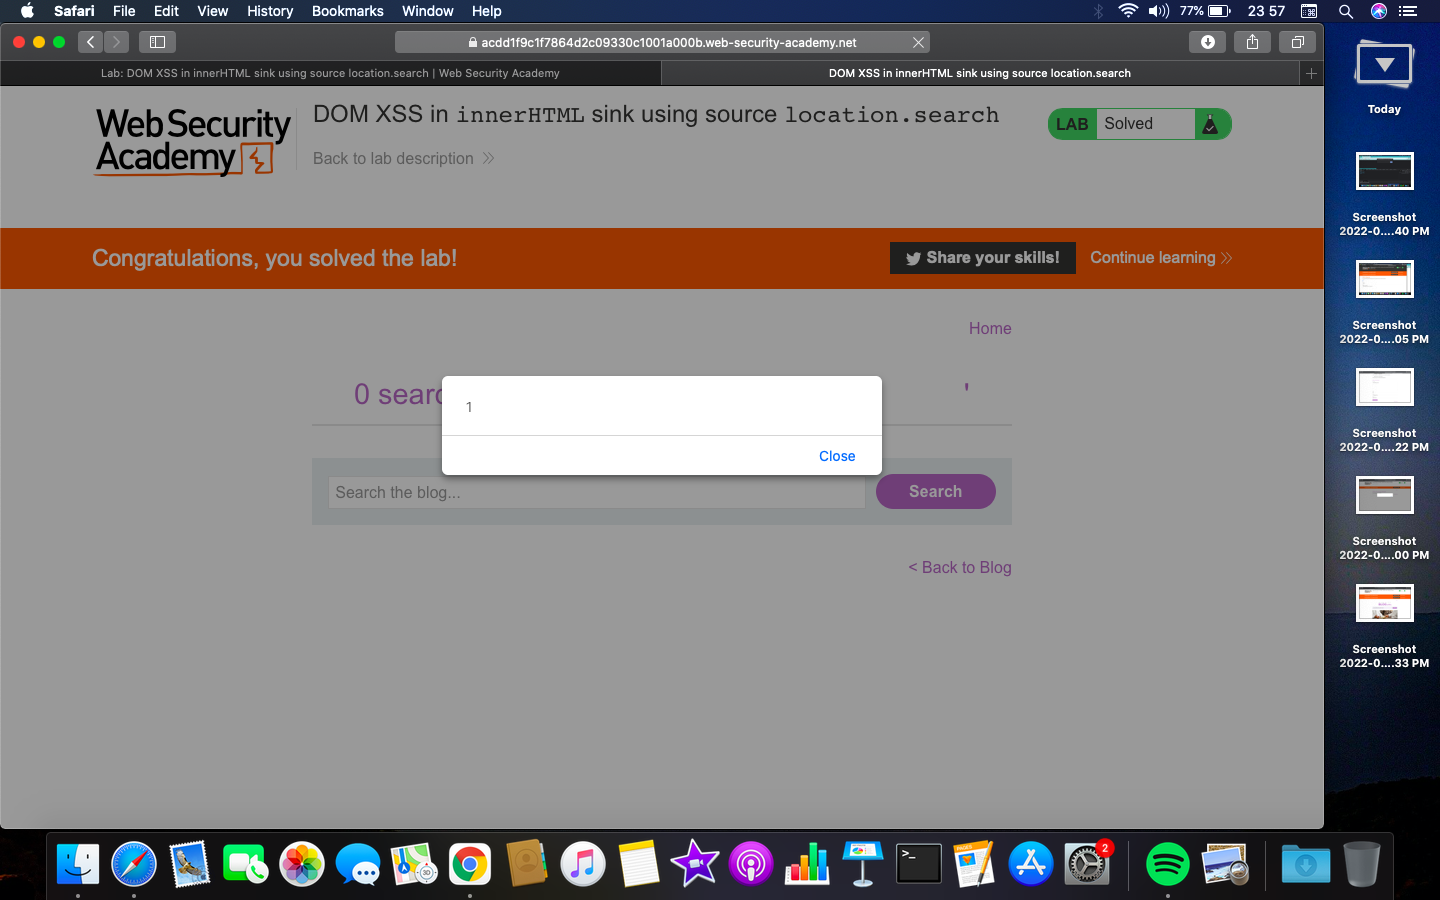 Safari File Edit View History Bookmarks Window Help 77% 23 57
acdd1f9c1f7864d2c09330c1001a000b.web-security-academy.net
Lab: DOM XSS in innerHTML sink using source location.search | Web Security Academy
DOM XSS in innerHTML sink using source location.search
Web Security
Academy
DOM XSS in innerHTML sink using source location.search
Back to lab description
LAB Solved
Congratulations, you solved the lab!
Share your skills!
Continue learning
Home
0 searc
'
1
Close
Search the blog...
Search
< Back to Blog
Today
Screenshot
2022-0....40 PM
Screenshot
2022-0....05 PM
Screenshot
2022-0....22 PM
Screenshot
2022-0....00 PM
Screenshot
2022-0....33 PM
3D
>_
PAGES
2